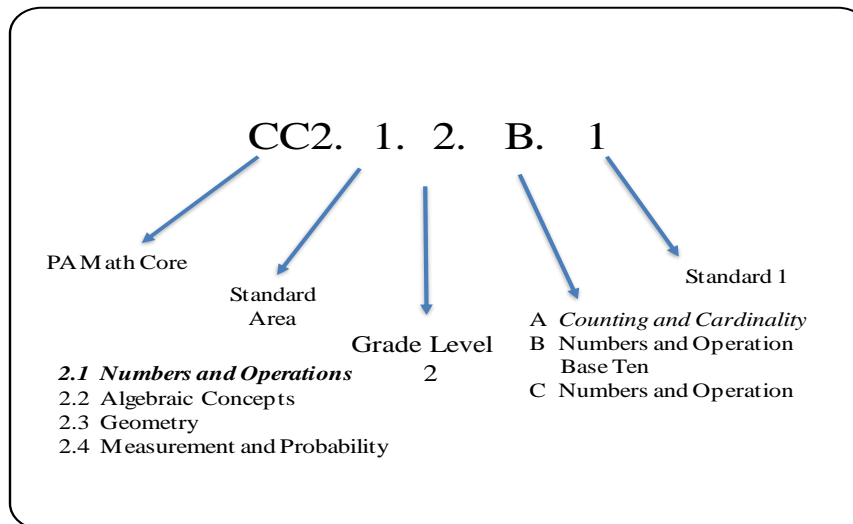 CC2. 1. 2. B. 1
PA Math Core
Standard
Area
Standard 1
Grade Level
2
A Counting and Cardinality
B Numbers and Operation
Base Ten
C Numbers and Operation
2.1 Numbers and Operations
2.2 Algebraic Concepts
2.3 Geometry
2.4 Measurement and Probability